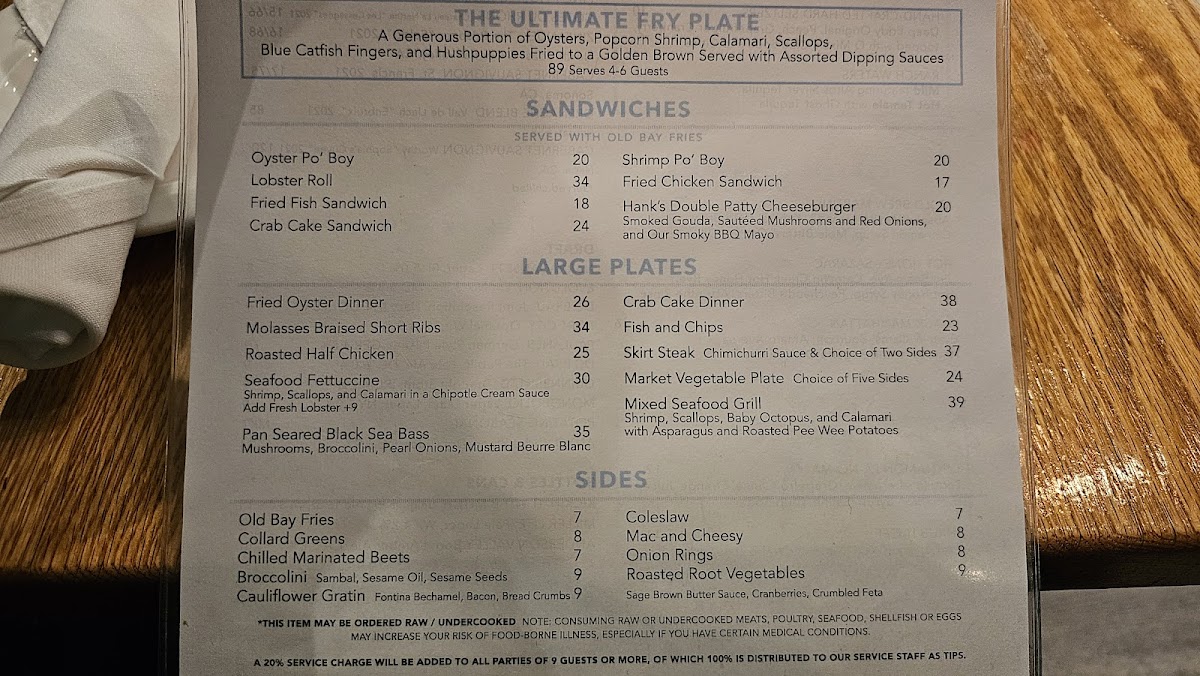 THE ULTIMATE FRY PLATE
A Generous Portion of Oysters, Popcorn Shrimp, Calamari, Scallops,
Blue Catfish Fingers, and Hushpuppies Fried to a Golden Brown Served with Assorted Dipping Sauces
89 Serves 4-6 Guests
SANDWICHES
SERVED WITH OLD BAY FRIES
Oyster Po' Boy 20
Lobster Roll 34
Fried Fish Sandwich 18
Crab Cake Sandwich 24
Shrimp Po' Boy 20
Fried Chicken Sandwich 17
Hank's Double Patty Cheeseburger 20
Smoked Gouda, Sautéed Mushrooms and Red Onions,
and Our Smoky BBQ Mayo
LARGE PLATES
Fried Oyster Dinner 26
Molasses Braised Short Ribs 34
Roasted Half Chicken 25
Seafood Fettuccine 30
Shrimp, Scallops, and Calamari in a Chipotle Cream Sauce
Add Fresh Lobster +9
Pan Seared Black Sea Bass 35
Mushrooms, Broccolini, Pearl Onions, Mustard Beurre Blanc
Crab Cake Dinner 38
Fish and Chips 23
Skirt Steak Chimichurri Sauce & Choice of Two Sides 37
Market Vegetable Plate Choice of Five Sides 24
Mixed Seafood Grill 39
Shrimp, Scallops, Baby Octopus, and Calamari
with Asparagus and Roasted Pee Wee Potatoes
SIDES
Old Bay Fries 7
Collard Greens 8
Chilled Marinated Beets 7
Broccolini Sambal, Sesame Oil, Sesame Seeds 9
Cauliflower Gratin Fontina Bechamel, Bacon, Bread Crumbs 9
Coleslaw 7
Mac and Cheesy 8
Onion Rings 8
Roasted Root Vegetables 9
Sage Brown Butter Sauce, Cranberries, Crumbled Feta
*THIS ITEM MAY BE ORDERED RAW / UNDERCOOKED NOTE: CONSUMING RAW OR UNDERCOOKED MEATS, POULTRY, SEAFOOD, SHELLFISH OR EGGS
MAY INCREASE YOUR RISK OF FOOD-BORNE ILLNESS, ESPECIALLY IF YOU HAVE CERTAIN MEDICAL CONDITIONS.
A 20% SERVICE CHARGE WILL BE ADDED TO ALL PARTIES OF 9 GUESTS OR MORE, OF WHICH 100% IS DISTRIBUTED TO OUR SERVICE STAFF AS TIPS.